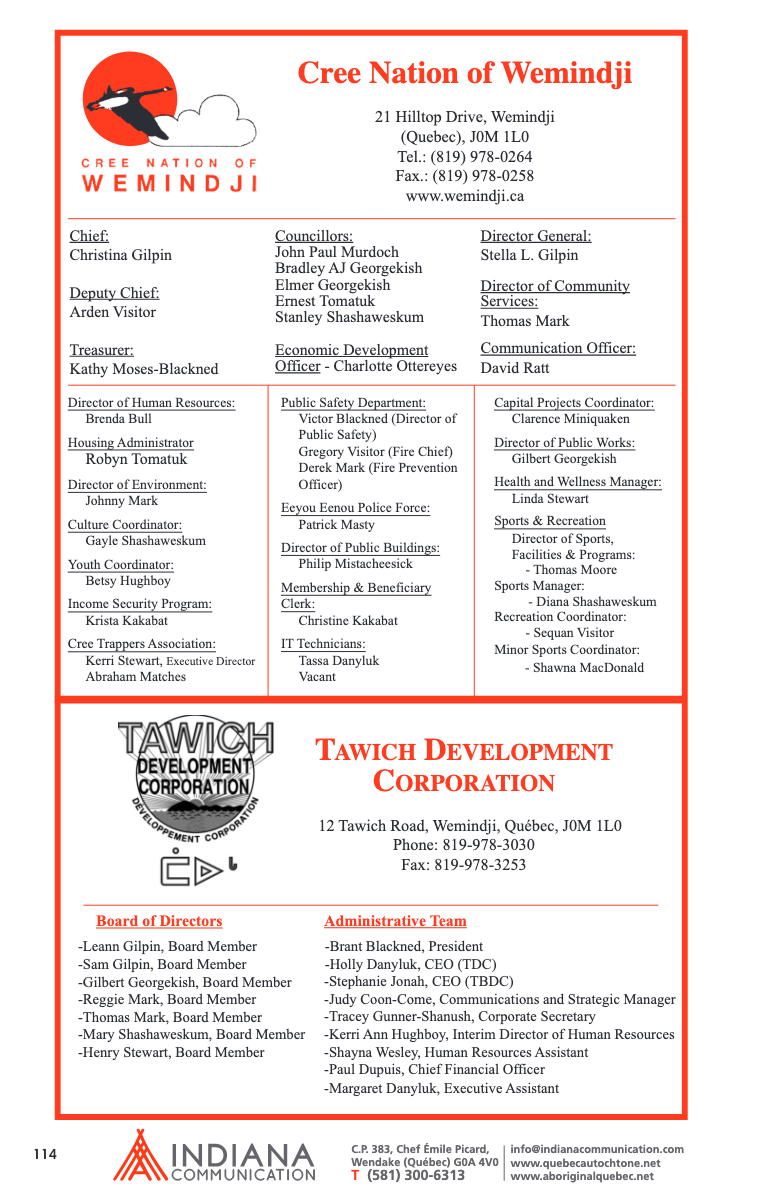 CREE NATION OF
WEMINDJI
Cree Nation of Wemindji
21 Hilltop Drive, Wemindji
(Quebec), J0M 1L0
Tel.: (819) 978-0264
Fax.: (819) 978-0258
www.wemindji.ca
Chief:
Christina Gilpin
Deputy Chief:
Arden Visitor
Treasurer:
Kathy Moses-Blackned
Councillors:
John Paul Murdoch
Bradley AJ Georgekish
Elmer Georgekish
Ernest Tomatuk
Stanley Shashaweskum
Economic Development
Officer - Charlotte Ottereyes
Director General:
Stella L. Gilpin
Director of Community
Services:
Thomas Mark
Communication Officer:
David Ratt
Director of Human Resources:
Brenda Bull
Housing Administrator
Robyn Tomatuk
Director of Environment:
Johnny Mark
Culture Coordinator:
Gayle Shashaweskum
Youth Coordinator:
Betsy Hughboy
Income Security Program:
Krista Kakabat
Cree Trappers Association:
Kerri Stewart, Executive Director
Abraham Matches
Public Safety Department:
Victor Blackned (Director of
Public Safety)
Gregory Visitor (Fire Chief)
Derek Mark (Fire Prevention
Officer)
Eeyou Eenou Police Force:
Patrick Masty
Director of Public Buildings:
Philip Mistacheesick
Membership & Beneficiary
Clerk:
Christine Kakabat
IT Technicians:
Tassa Danyluk
Vacant
Capital Projects Coordinator:
Clarence Miniquaken
Director of Public Works:
Gilbert Georgekish
Health and Wellness Manager:
Linda Stewart
Sports & Recreation
Director of Sports,
Facilities & Programs:
- Thomas Moore
Sports Manager:
- Diana Shashaweskum
Recreation Coordinator:
- Sequan Visitor
Minor Sports Coordinator:
- Shawna MacDonald
TAWICH
DEVELOPMENT
CORPORATION
DÉVELOPPEMENT CORPORATION
ᑕᐅᒡ
TAWICH DEVELOPMENT
CORPORATION
12 Tawich Road, Wemindji, Québec, J0M 1L0
Phone: 819-978-3030
Fax: 819-978-3253
Board of Directors
-Leann Gilpin, Board Member
-Sam Gilpin, Board Member
-Gilbert Georgekish, Board Member
-Reggie Mark, Board Member
-Thomas Mark, Board Member
-Mary Shashaweskum, Board Member
-Henry Stewart, Board Member
Administrative Team
-Brant Blackned, President
-Holly Danyluk, CEO (TDC)
-Stephanie Jonah, CEO (TBDC)
-Judy Coon-Come, Communications and Strategic Manager
-Tracey Gunner-Shanush, Corporate Secretary
-Kerri Ann Hughboy, Interim Director of Human Resources
-Shayna Wesley, Human Resources Assistant
-Paul Dupuis, Chief Financial Officer
-Margaret Danyluk, Executive Assistant
114
INDIANA
COMMUNICATION
C.P. 383, Chef Émile Picard,
Wendake (Québec) G0A 4V0
T (581) 300-6313
info@indianacommunication.com
www.quebecautochtone.net
www.aboriginalquebec.net